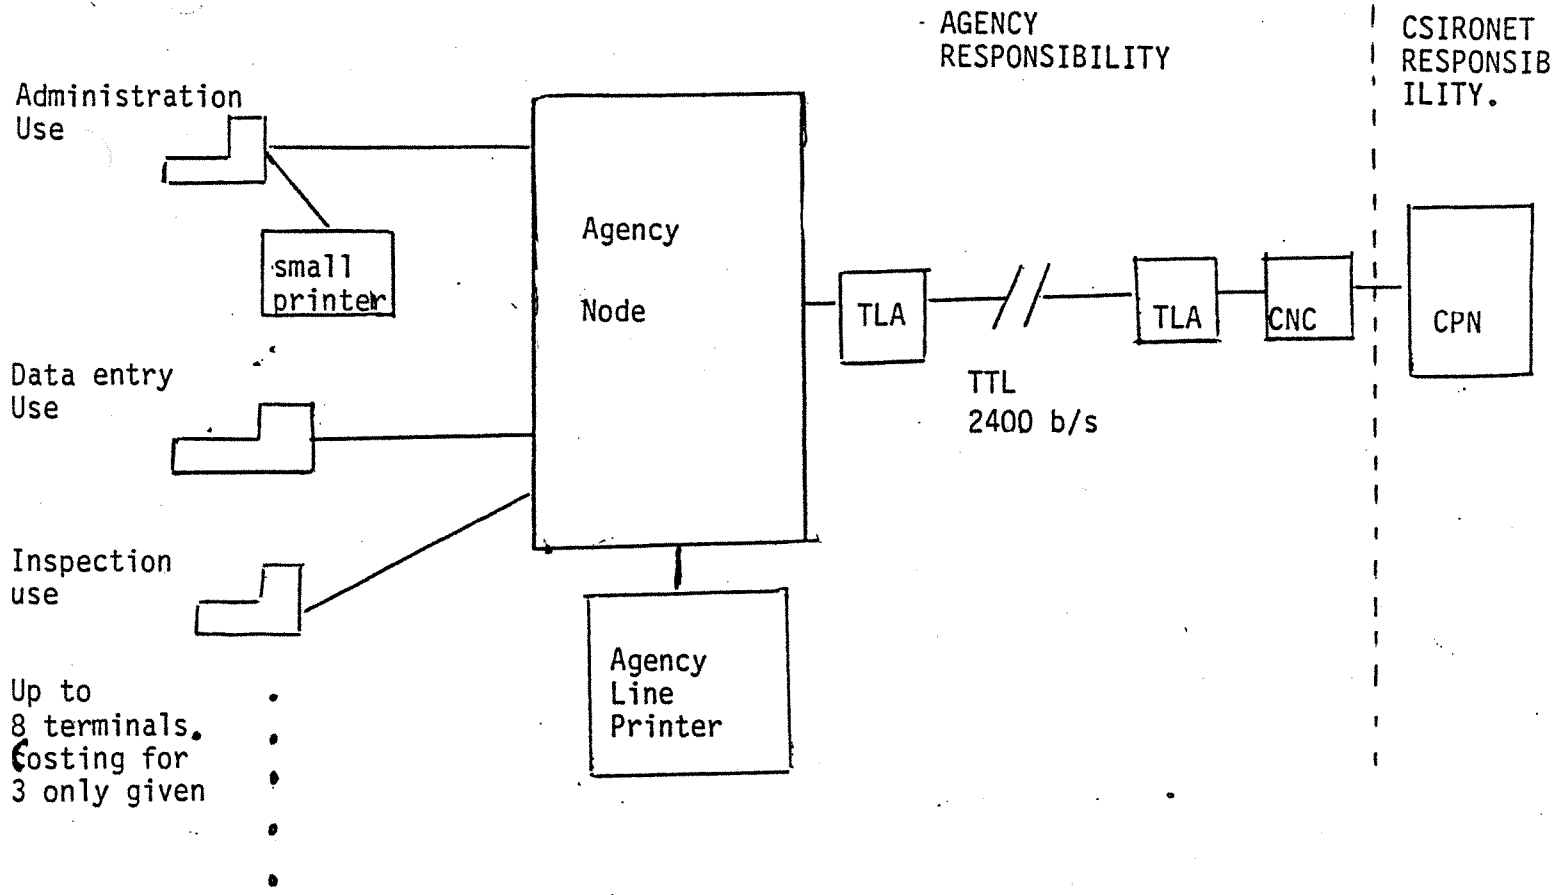 AGENCY
RESPONSIBILITY
CSIRONET
RESPONSIB
ILITY.
Administration
Use
small
printer
Data entry
Use
Inspection
use
Up to
8 terminals.
Costing for
3 only given
Agency
Node
Agency
Line
Printer
TLA
TTL
2400 b/s
TLA
CNC
CPN